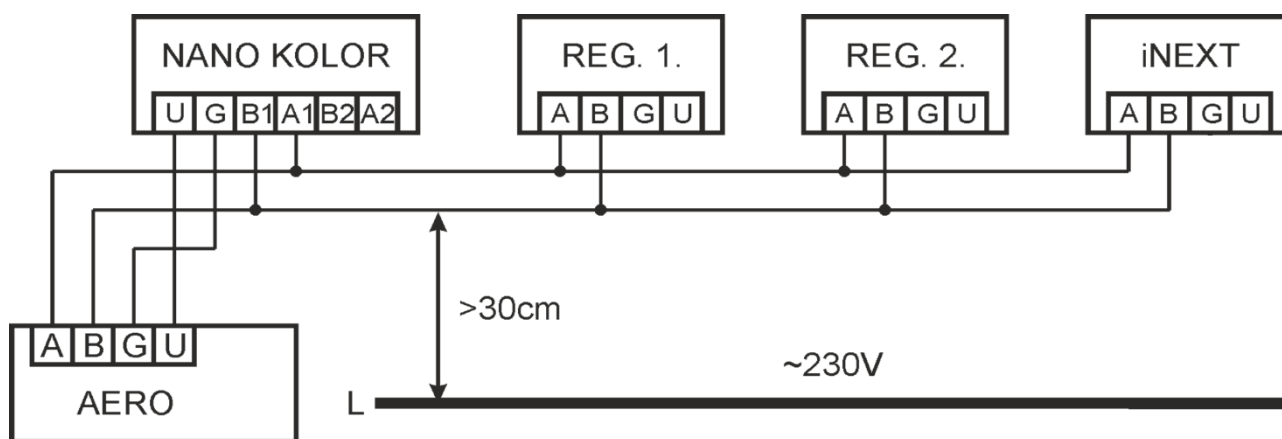 NANO KOLOR
U G B1 A1 B2 A2
REG. 1.
A B G U
REG. 2.
A B G U
iNEXT
A B G U
>30cm
~230V
L
A B G U
AERO